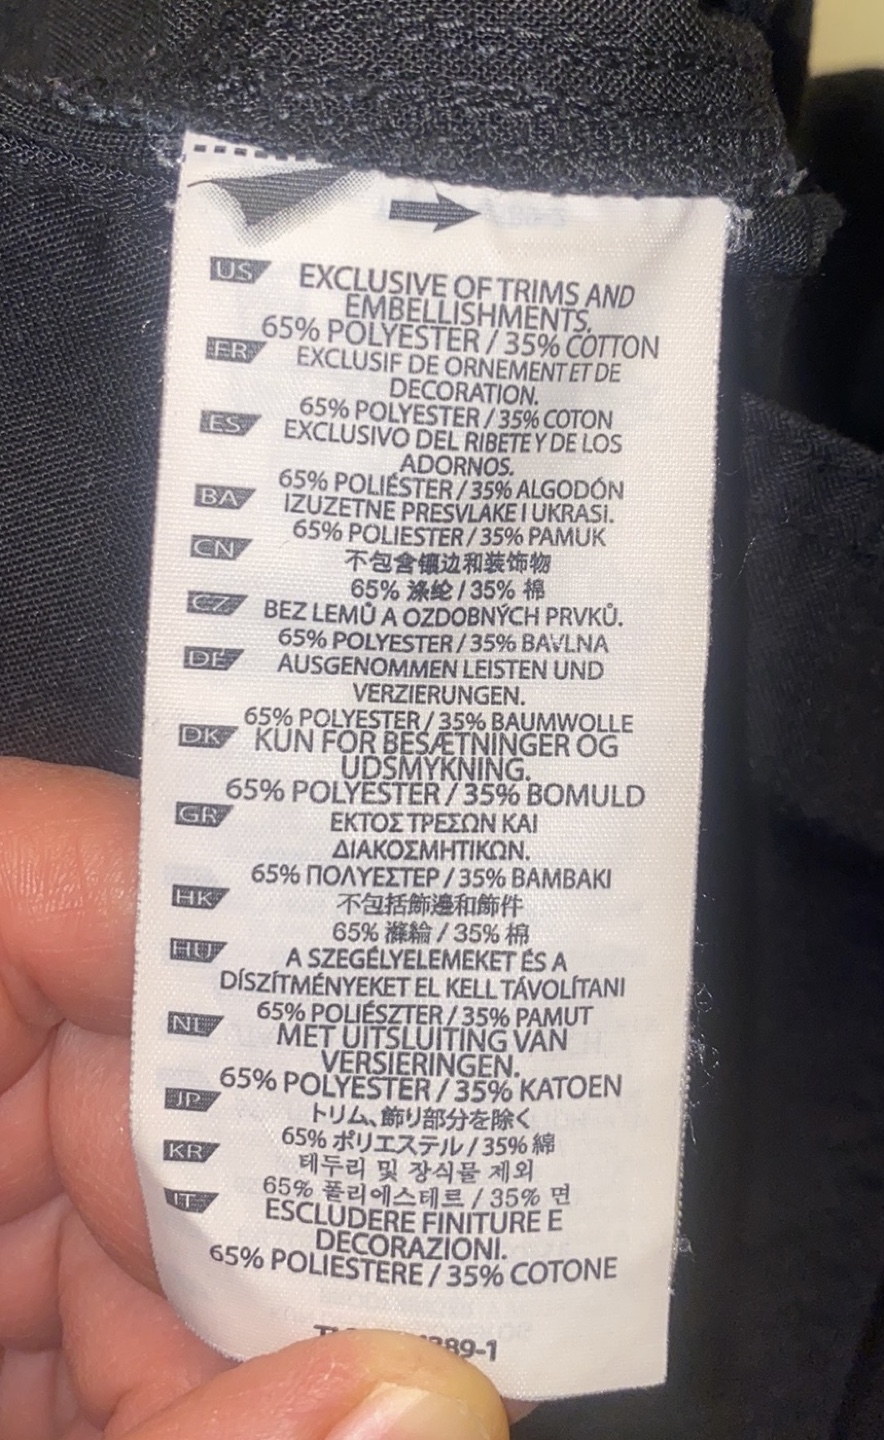 US EXCLUSIVE OF TRIMS AND
EMBELLISHMENTS.
65% POLYESTER / 35% COTTON
FR EXCLUSIF DE ORNEMENT ET DE
DECORATION.
65% POLYESTER / 35% COTON
ES EXCLUSIVO DEL RIBETE Y DE LOS
ADORNOS.
65% POLIÉSTER / 35% ALGODÓN
BA IZUZETNE PRESVLAKE I UKRASI.
65% POLIESTER / 35% PAMUK
CN 不包含镶边和装饰物
65% 涤纶 / 35% 棉
CZ BEZ LEMŮ A OZDOBNÝCH PRVKŮ.
65% POLYESTER / 35% BAVLNA
DE AUSGENOMMEN LEISTEN UND
VERZIERUNGEN.
65% POLYESTER / 35% BAUMWOLLE
DK KUN FOR BESÆTNINGER OG
UDSMYKNING.
65% POLYESTER / 35% BOMULD
GR ΕΚΤΟΣ ΤΡΕΣΩΝ ΚΑΙ
ΔΙΑΚΟΣΜΗΤΙΚΩΝ.
65% ΠΟΛΥΕΣΤΕΡ / 35% ΒΑΜΒΑΚΙ
HK 不包括飾邊和飾件
65% 滌綸 / 35% 棉
HU A SZEGÉLYELEMEKET ÉS A
DÍSZÍTMÉNYEKET EL KELL TÁVOLÍTANI
65% POLIÉSZTER / 35% PAMUT
NL MET UITSLUITING VAN
VERSIERINGEN.
65% POLYESTER / 35% KATOEN
JP トリム、飾り部分を除く
65% ポリエステル / 35% 綿
KR 테두리 및 장식물 제외
65% 폴리에스테르 / 35% 면
IT ESCLUDERE FINITURE E
DECORAZIONI.
65% POLIESTERE / 35% COTONE